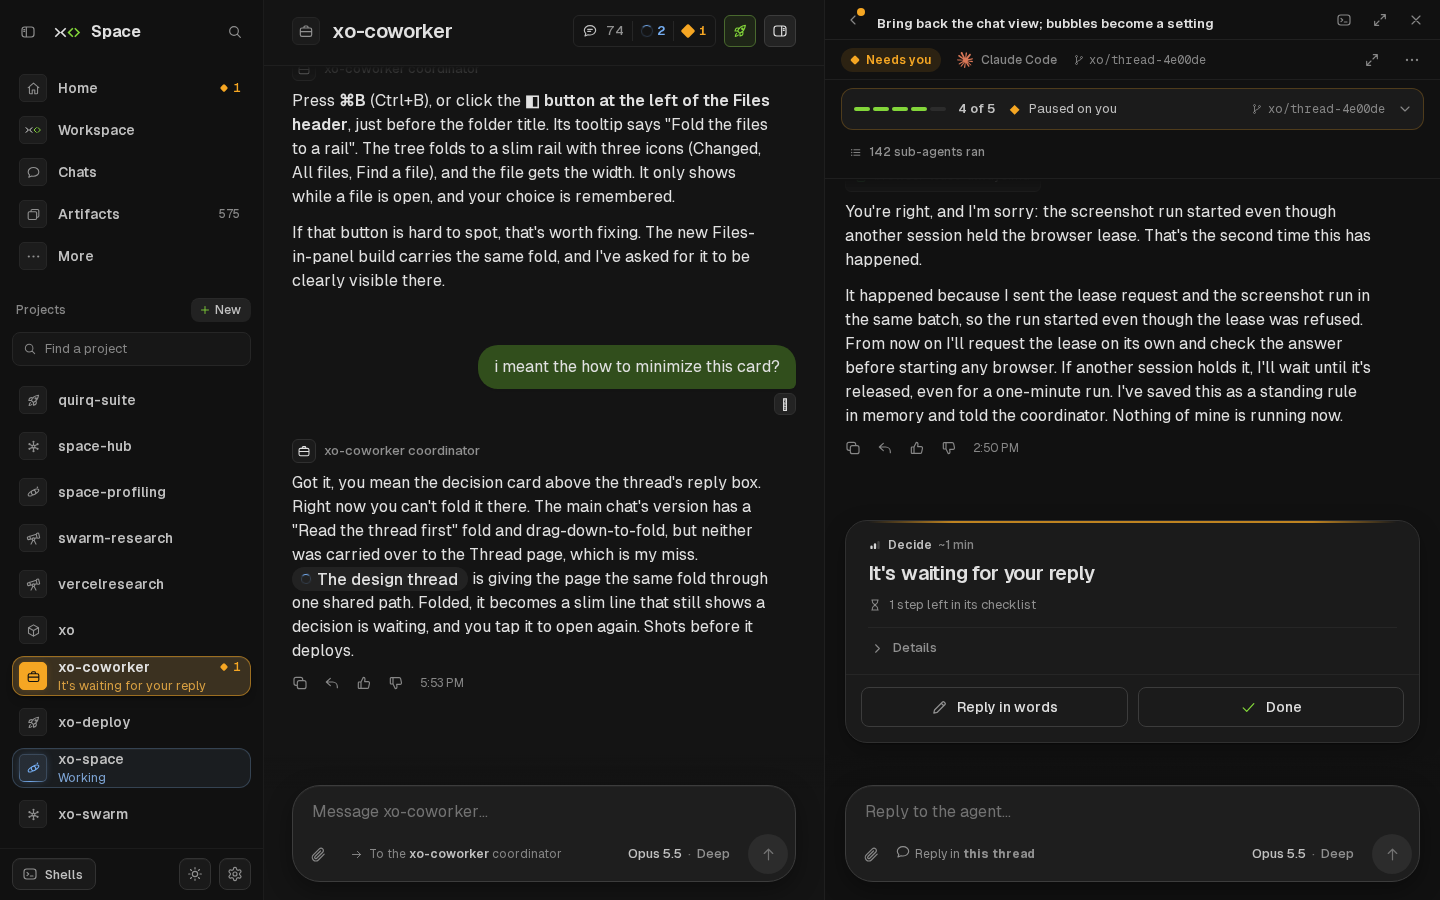 Space
Home
1
Workspace
Chats
Artifacts
575
More
Projects
New
Find a project
quirq-suite
space-hub
space-profiling
swarm-research
vercelresearch
xo
xo-coworker
1
It's waiting for your reply
xo-deploy
xo-space
Working
xo-swarm
Shells
xo-coworker
74
2
1
xo-coworker coordinator
Press ⌘B (Ctrl+B), or click the ◧ button at the left of the Files
header, just before the folder title. Its tooltip says "Fold the files
to a rail". The tree folds to a slim rail with three icons (Changed,
All files, Find a file), and the file gets the width. It only shows
while a file is open, and your choice is remembered.
If that button is hard to spot, that's worth fixing. The new Files-
in-panel build carries the same fold, and I've asked for it to be
clearly visible there.
i meant the how to minimize this card?
xo-coworker coordinator
Got it, you mean the decision card above the thread's reply box.
Right now you can't fold it there. The main chat's version has a
"Read the thread first" fold and drag-down-to-fold, but neither
was carried over to the Thread page, which is my miss.
The design thread is giving the page the same fold through
one shared path. Folded, it becomes a slim line that still shows a
decision is waiting, and you tap it to open again. Shots before it
deploys.
5:53 PM
Message xo-coworker...
→ To the xo-coworker coordinator
Opus 5.5 · Deep
Bring back the chat view; bubbles become a setting
Needs you
Claude Code
xo/thread-4e00de
4 of 5
Paused on you
xo/thread-4e00de
142 sub-agents ran
You're right, and I'm sorry: the screenshot run started even though
another session held the browser lease. That's the second time this has
happened.
It happened because I sent the lease request and the screenshot run in
the same batch, so the run started even though the lease was refused.
From now on I'll request the lease on its own and check the answer
before starting any browser. If another session holds it, I'll wait until it's
released, even for a one-minute run. I've saved this as a standing rule
in memory and told the coordinator. Nothing of mine is running now.
2:50 PM
Decide ~1 min
It's waiting for your reply
1 step left in its checklist
Details
Reply in words
Done
Reply to the agent...
Reply in this thread
Opus 5.5 · Deep